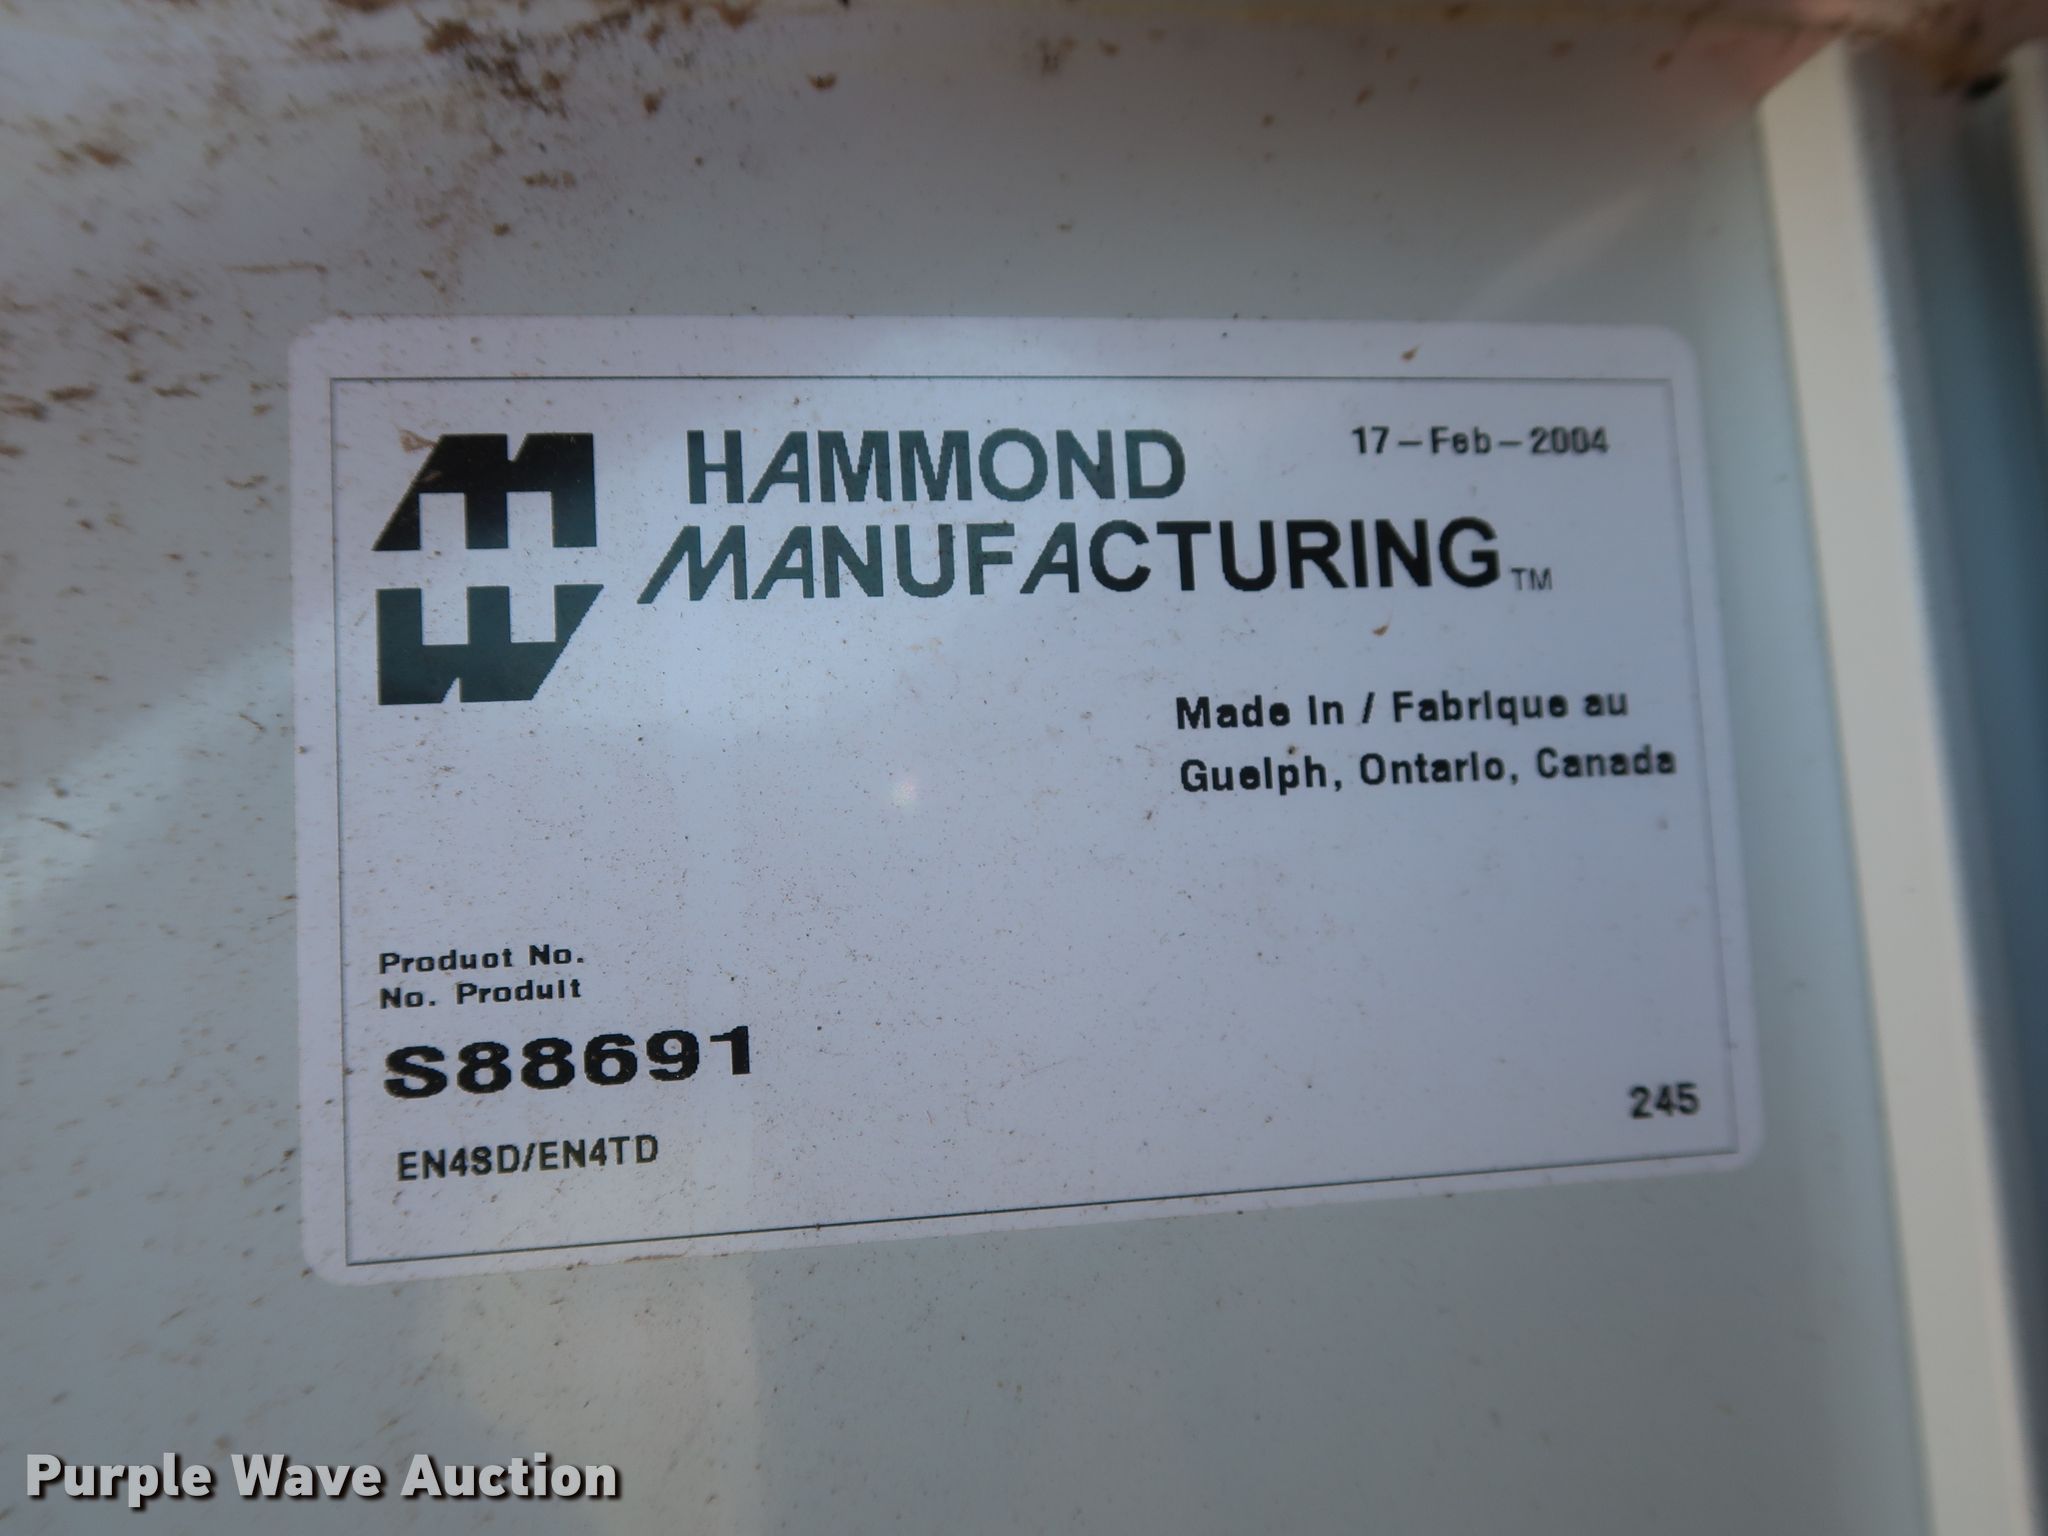 HAMMOND
MANUFACTURING™
17-Feb-2004
Made in / Fabrique au
Guelph, Ontario, Canada
Product No.
No. Produit
S88691
EN4SD/EN4TD
245
Purple Wave Auction